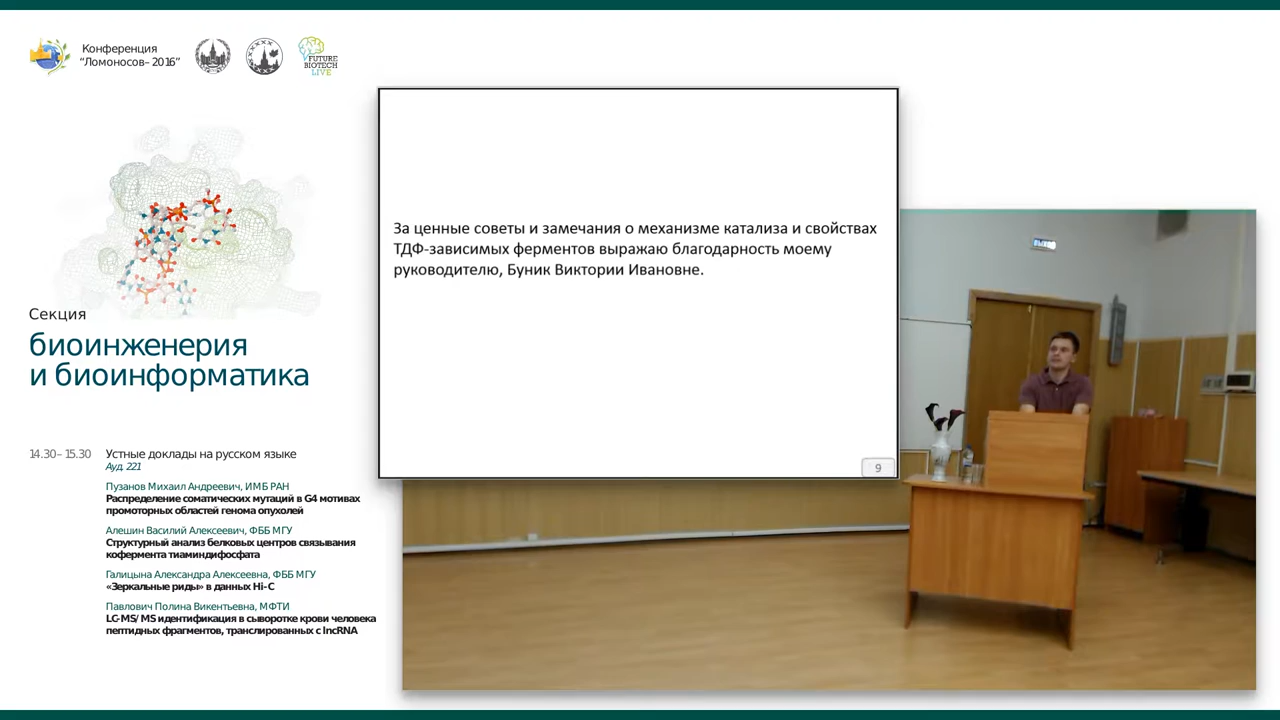 Конференция
“Ломоносов–2016”
FUTURE
BIOTECH
LIVE
Секция
биоинженерия
и биоинформатика
14.30–15.30 Устные доклады на русском языке
Ауд. 221
Пузанов Михаил Андреевич, ИМБ РАН
Распределение соматических мутаций в G4 мотивах
промоторных областей генома опухолей
Алешин Василий Алексеевич, ФББ МГУ
Структурный анализ белковых центров связывания
кофермента тиаминдифосфата
Галицына Александра Алексеевна, ФББ МГУ
«Зеркальные риды» в данных Hi-C
Павлович Полина Викентьевна, МФТИ
LC-MS/MS идентификация в сыворотке крови человека
пептидных фрагментов, транслированных с lncRNA
За ценные советы и замечания о механизме катализа и свойствах
ТДФ-зависимых ферментов выражаю благодарность моему
руководителю, Буник Виктории Ивановне.
9